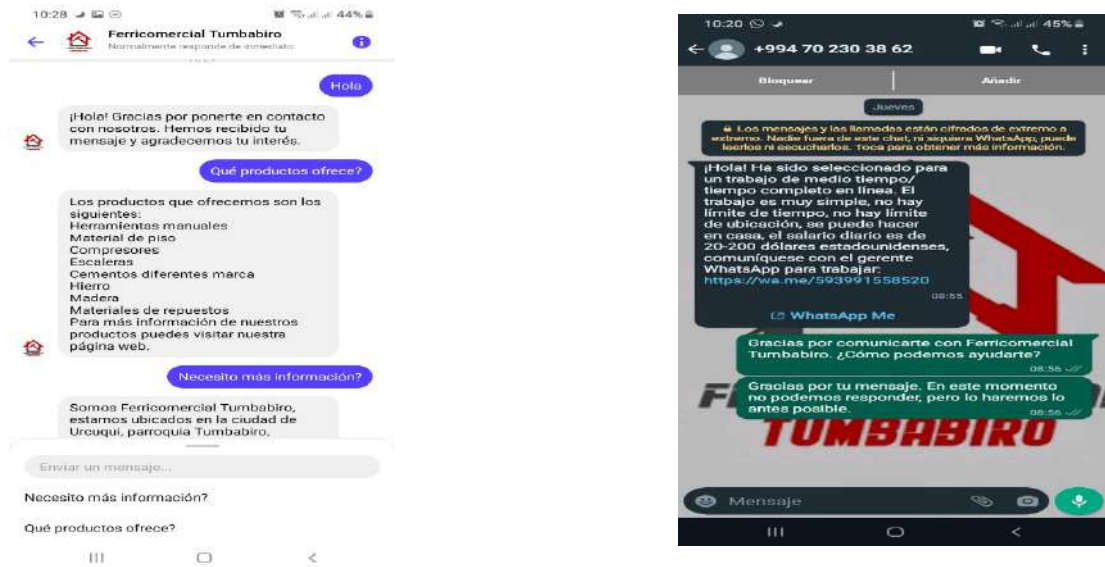 10:28
44%
Ferricomercial Tumbabiro
Normalmente responde de inmediato
Hola
¡Hola! Gracias por ponerte en contacto
con nosotros. Hemos recibido tu
mensaje y agradecemos tu interés.
Qué productos ofrece?
Los productos que ofrecemos son los
siguientes:
Herramientas manuales
Material de piso
Compresores
Escaleras
Cementos diferentes marca
Hierro
Madera
Materiales de repuestos
Para más información de nuestros
productos puedes visitar nuestra
página web.
Necesito más información?
Somos Ferricomercial Tumbabiro,
estamos ubicados en la ciudad de
Urcuqui, parroquia Tumbabiro,
Enviar un mensaje...
Necesito más información?
Qué productos ofrece?
10:20
45%
+994 70 230 38 62
Bloquear
Añadir
Jueves
Los mensajes y las llamadas están cifrados de extremo a
extremo. Nadie fuera de este chat, ni siquiera WhatsApp, puede
leerlos ni escucharlos. Toca para obtener más información.
¡Hola! Ha sido seleccionado para
un trabajo de medio tiempo/
tiempo completo en línea. El
trabajo es muy simple, no hay
límite de tiempo, no hay límite
de ubicación, se puede hacer
en casa, el salario diario es de
20-200 dólares estadounidenses,
comuníquese con el gerente
WhatsApp para trabajar:
https://wa.me/593991558520
08:55
WhatsApp Me
Gracias por comunicarte con Ferricomercial
Tumbabiro. ¿Cómo podemos ayudarte?
08:56
Gracias por tu mensaje. En este momento
no podemos responder, pero lo haremos lo
antes posible.
08:56
TUMBABIRO
Mensaje